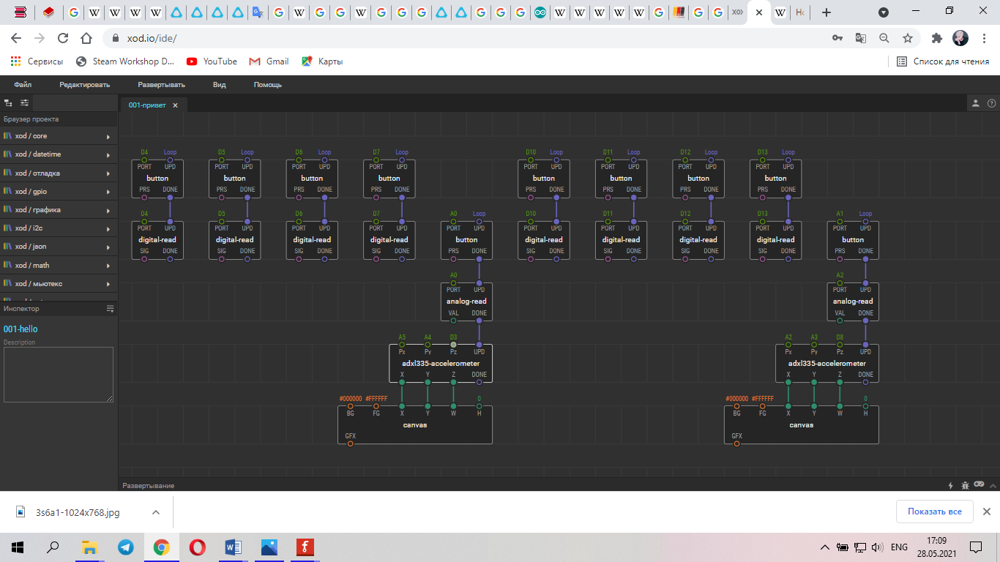 xod.io/ide/
Сервисы Steam Workshop D... YouTube Gmail Карты Список для чтения
Файл Редактировать Развертывать Вид Помощь
001-привет
Браузер проекта
xod / core
xod / datetime
xod / отладка
xod / gpio
xod / графика
xod / i2c
xod / json
xod / math
xod / мьютекс
Инспектор
001-hello
Description
D4 Loop D5 Loop D6 Loop D7 Loop D10 Loop D11 Loop D12 Loop D13 Loop
PORT UPD PORT UPD PORT UPD PORT UPD PORT UPD PORT UPD PORT UPD PORT UPD
button button button button button button button button
PRS DONE PRS DONE PRS DONE PRS DONE PRS DONE PRS DONE PRS DONE PRS DONE
D4 D5 D6 D7 A0 Loop D10 D11 D12 D13 A1 Loop
PORT UPD PORT UPD PORT UPD PORT UPD PORT UPD PORT UPD PORT UPD PORT UPD PORT UPD PORT UPD
digital-read digital-read digital-read digital-read button digital-read digital-read digital-read digital-read button
SIG DONE SIG DONE SIG DONE SIG DONE PRS DONE SIG DONE SIG DONE SIG DONE SIG DONE PRS DONE
A0 A2
PORT UPD PORT UPD
analog-read analog-read
VAL DONE VAL DONE
A5 A4 D3 A2 A3 D8
Px Py Pz UPD Px Py Pz UPD
adxl335-accelerometer adxl335-accelerometer
X Y Z DONE X Y Z DONE
#000000 #FFFFFF 0 #000000 #FFFFFF 0
BG FG X Y W H BG FG X Y W H
canvas canvas
GFX GFX
Развертывание
3s6a1-1024x768.jpg Показать все
ENG 17:09
28.05.2021